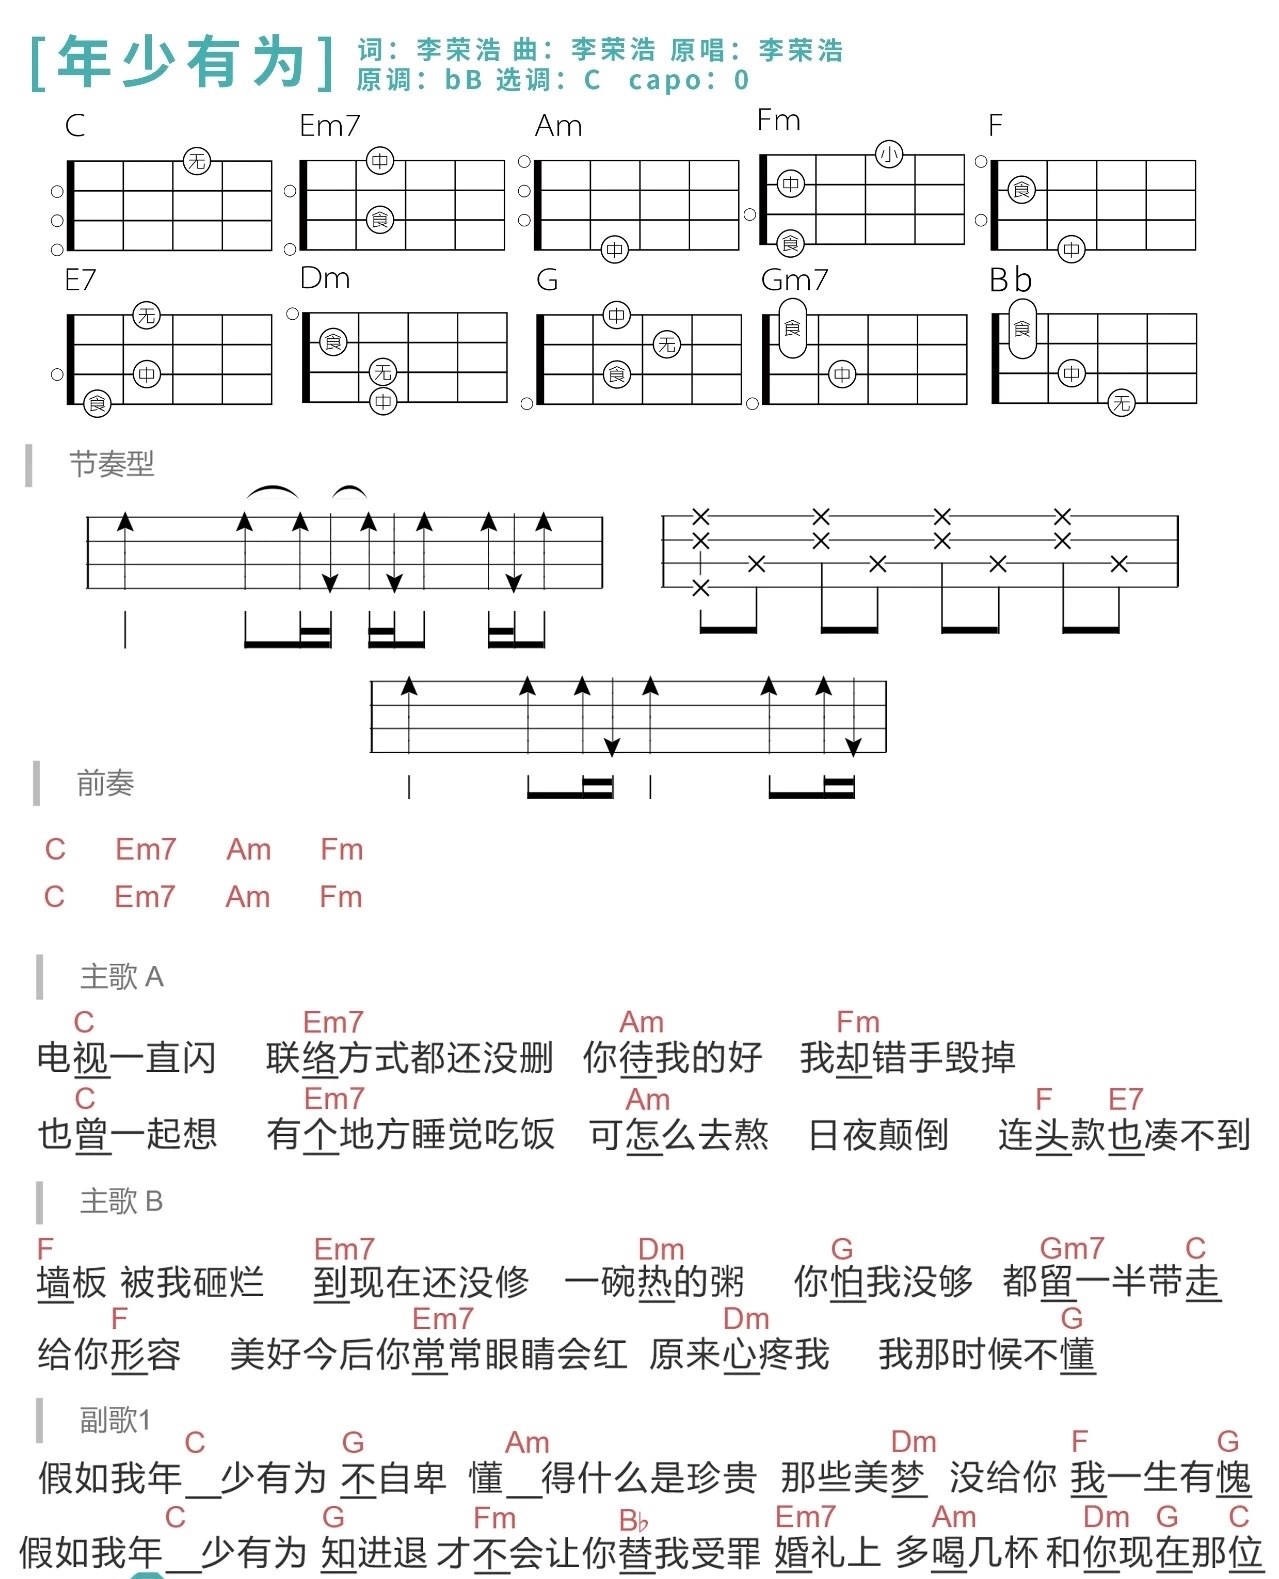 [年少有为] 词：李荣浩 曲：李荣浩 原唱：李荣浩
原调：bB 选调：C capo：0
C Em7 Am Fm F
无 中 小
中 食
食
中 食 中
E7 Dm G Gm7 Bb
无 中 食 食
食 无
中 无 食 中 中
食 中 无
节奏型
前奏
C Em7 Am Fm
C Em7 Am Fm
主歌 A
C Em7 Am Fm
电视一直闪 联络方式都还没删 你待我的好 我却错手毁掉
C Em7 Am F E7
也曾一起想 有个地方睡觉吃饭 可怎么去熬 日夜颠倒 连头款也凑不到
主歌 B
F Em7 Dm G Gm7 C
墙板 被我砸烂 到现在还没修 一碗热的粥 你怕我没够 都留一半带走
F Em7 Dm G
给你形容 美好今后你常常眼睛会红 原来心疼我 我那时候不懂
副歌1
C G Am Dm F G
假如我年__少有为 不自卑 懂__得什么是珍贵 那些美梦 没给你 我一生有愧
C G Fm B♭ Em7 Am Dm G C
假如我年__少有为 知进退 才不会让你替我受罪 婚礼上 多喝几杯 和你现在那位